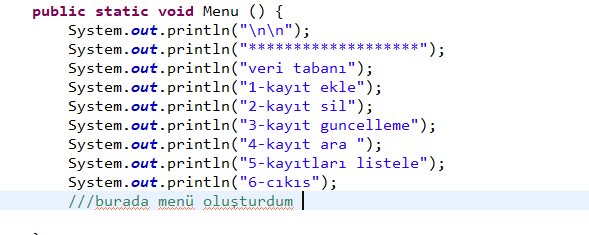 public static void Menu () {
System.out.println("\n\n");
System.out.println("*******************");
System.out.println("veri tabanı");
System.out.println("1-kayıt ekle");
System.out.println("2-kayıt sil");
System.out.println("3-kayıt guncelleme");
System.out.println("4-kayıt ara ");
System.out.println("5-kayıtları listele");
System.out.println("6-cıkıs");
///burada menü oluşturdum
}